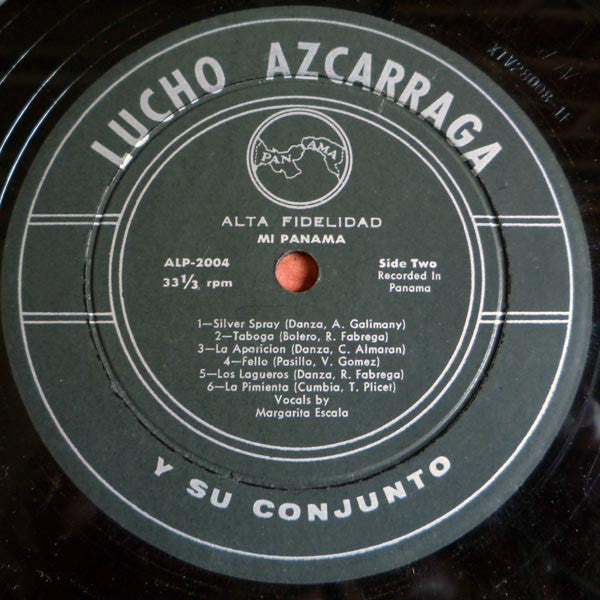 LUCHO AZCARRAGA
PANAMA
ALTA FIDELIDAD
MI PANAMA
ALP-2004
33 1/3 rpm
Side Two
Recorded In
Panama
1—Silver Spray (Danza, A. Galimany)
2—Taboga (Bolero, R. Fabrega)
3—La Aparicion (Danza, C. Almaran)
4—Fello (Pasillo, V. Gomez)
5—Los Lagueros (Danza, R. Fabrega)
6—La Pimienta (Cumbia, T. Plicet)
Vocals by
Margarita Escala
Y SU CONJUNTO